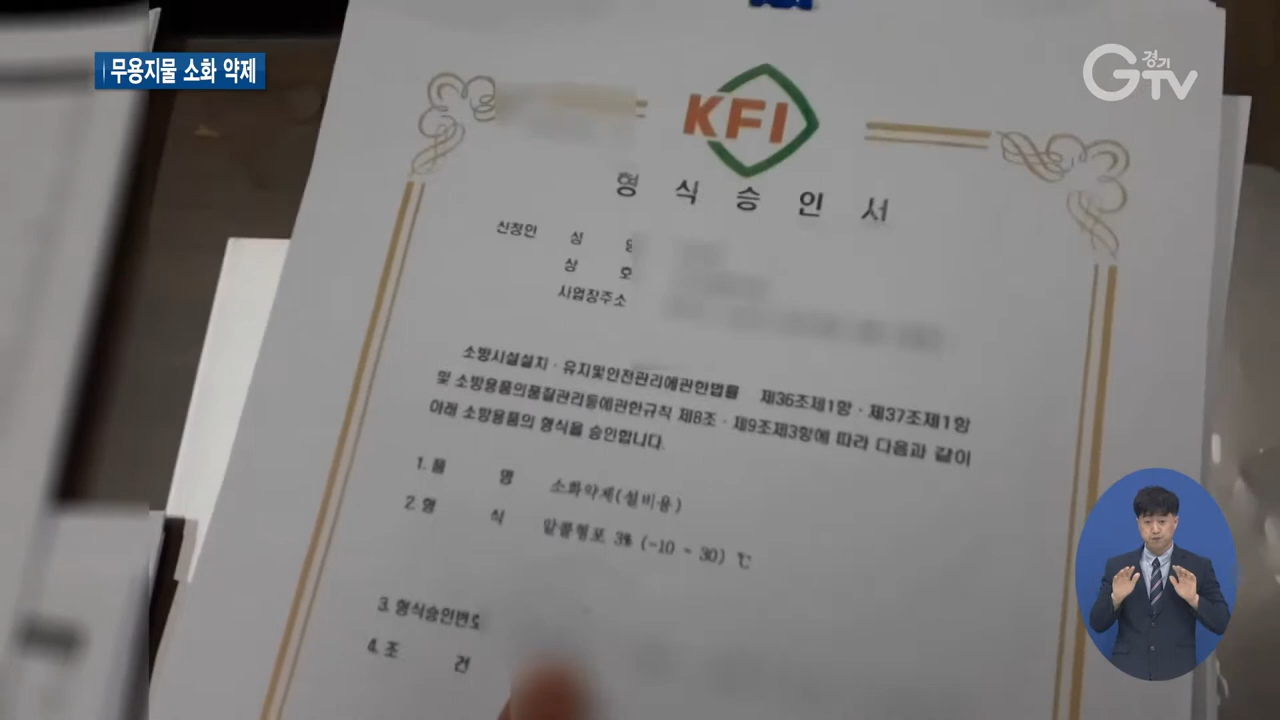 무용지물 소화 약제
경기
GTV
KFI
형 식 승 인 서
신청인 성 명
상 호
사업장주소
소방시설설치·유지및안전관리에관한법률 제36조제1항·제37조제1항
및 소방용품의품질관리등에관한규칙 제8조·제9조제3항에 따라 다음과 같이
아래 소방용품의 형식을 승인합니다.
1. 품 명 소화약제(설비용)
2. 형 식 알콜형포 3% (-10 ~ 30) ℃
3. 형식승인번호
4. 조 건